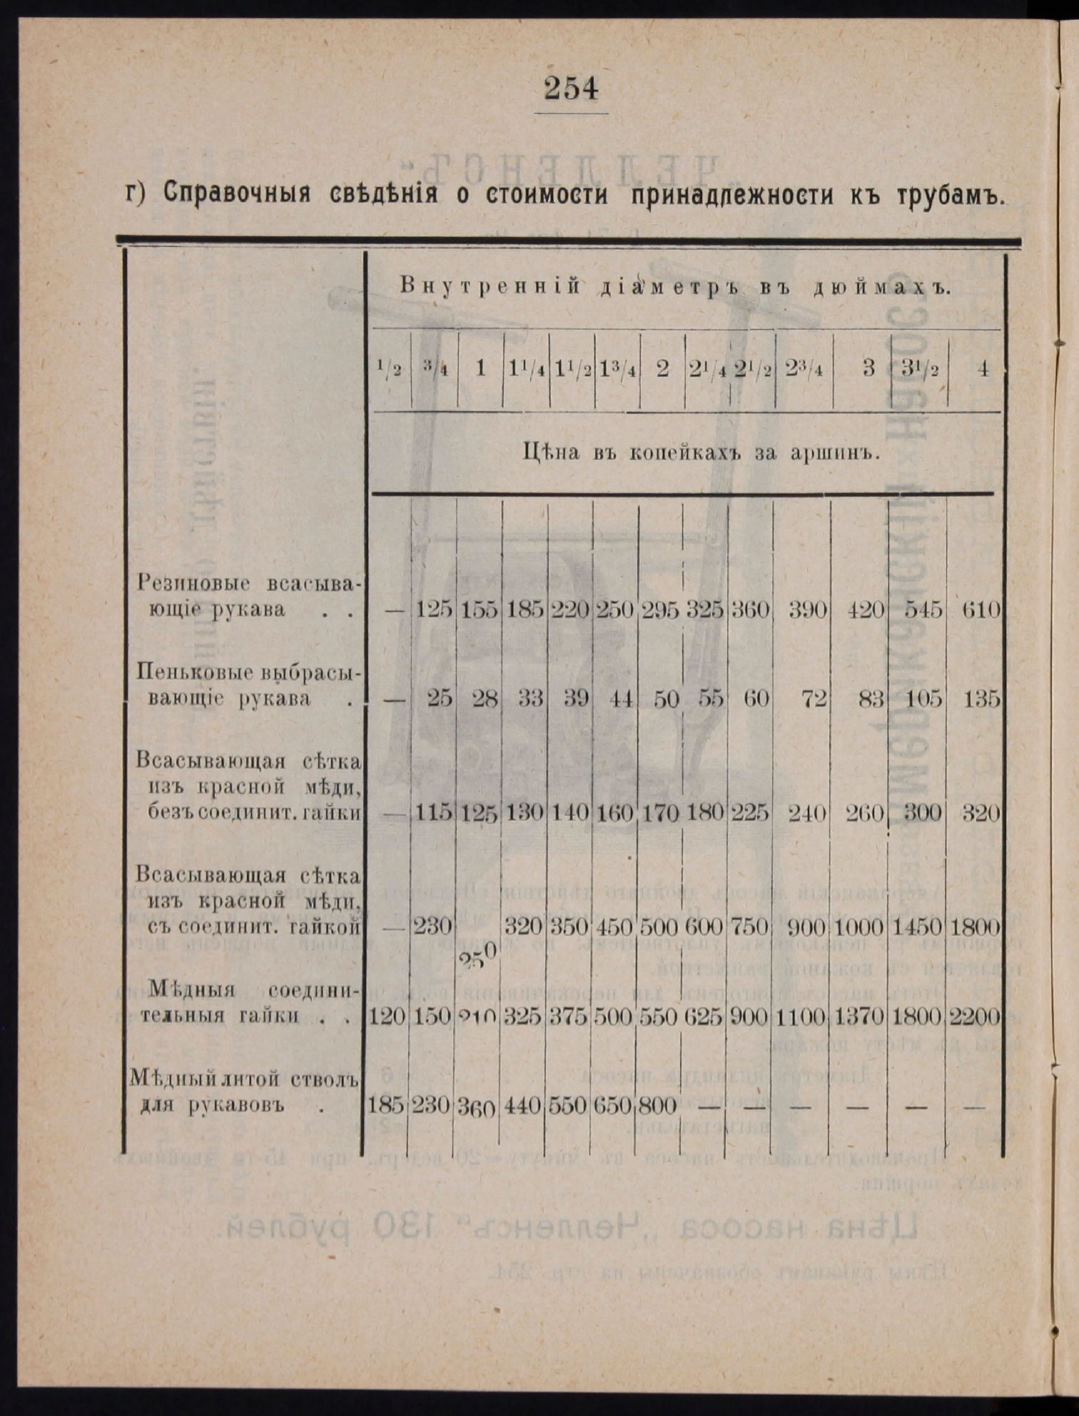 254
г) Справочныя свѣдѣнія о стоимости принадлежности къ трубамъ.
Внутренній діаметръ въ дюймахъ.
1/2 3/4 1 1 1/4 1 1/2 1 3/4 2 2 1/4 2 1/2 2 3/4 3 3 1/2 4
Цѣна въ копейкахъ за аршинъ.
Резиновые всасыва-
ющіе рукава . . — 125 155 185 220 250 295 325 360 390 420 545 610
Пеньковые выбрасы-
вающіе рукава . — 25 28 33 39 44 50 55 60 72 83 105 135
Всасывающая сѣтка
изъ красной мѣди,
безъ соединит. гайки — 115 125 130 140 160 170 180 225 240 260 300 320
Всасывающая сѣтка
изъ красной мѣди,
съ соединит. гайкой — 230 250 320 350 450 500 600 750 900 1000 1450 1800
Мѣдныя соедини-
тельныя гайки . . 120 150 210 325 375 500 550 625 900 1100 1370 1800 2200
Мѣдный литой стволъ
для рукавовъ . 185 230 360 440 550 650 800 — — — — — —